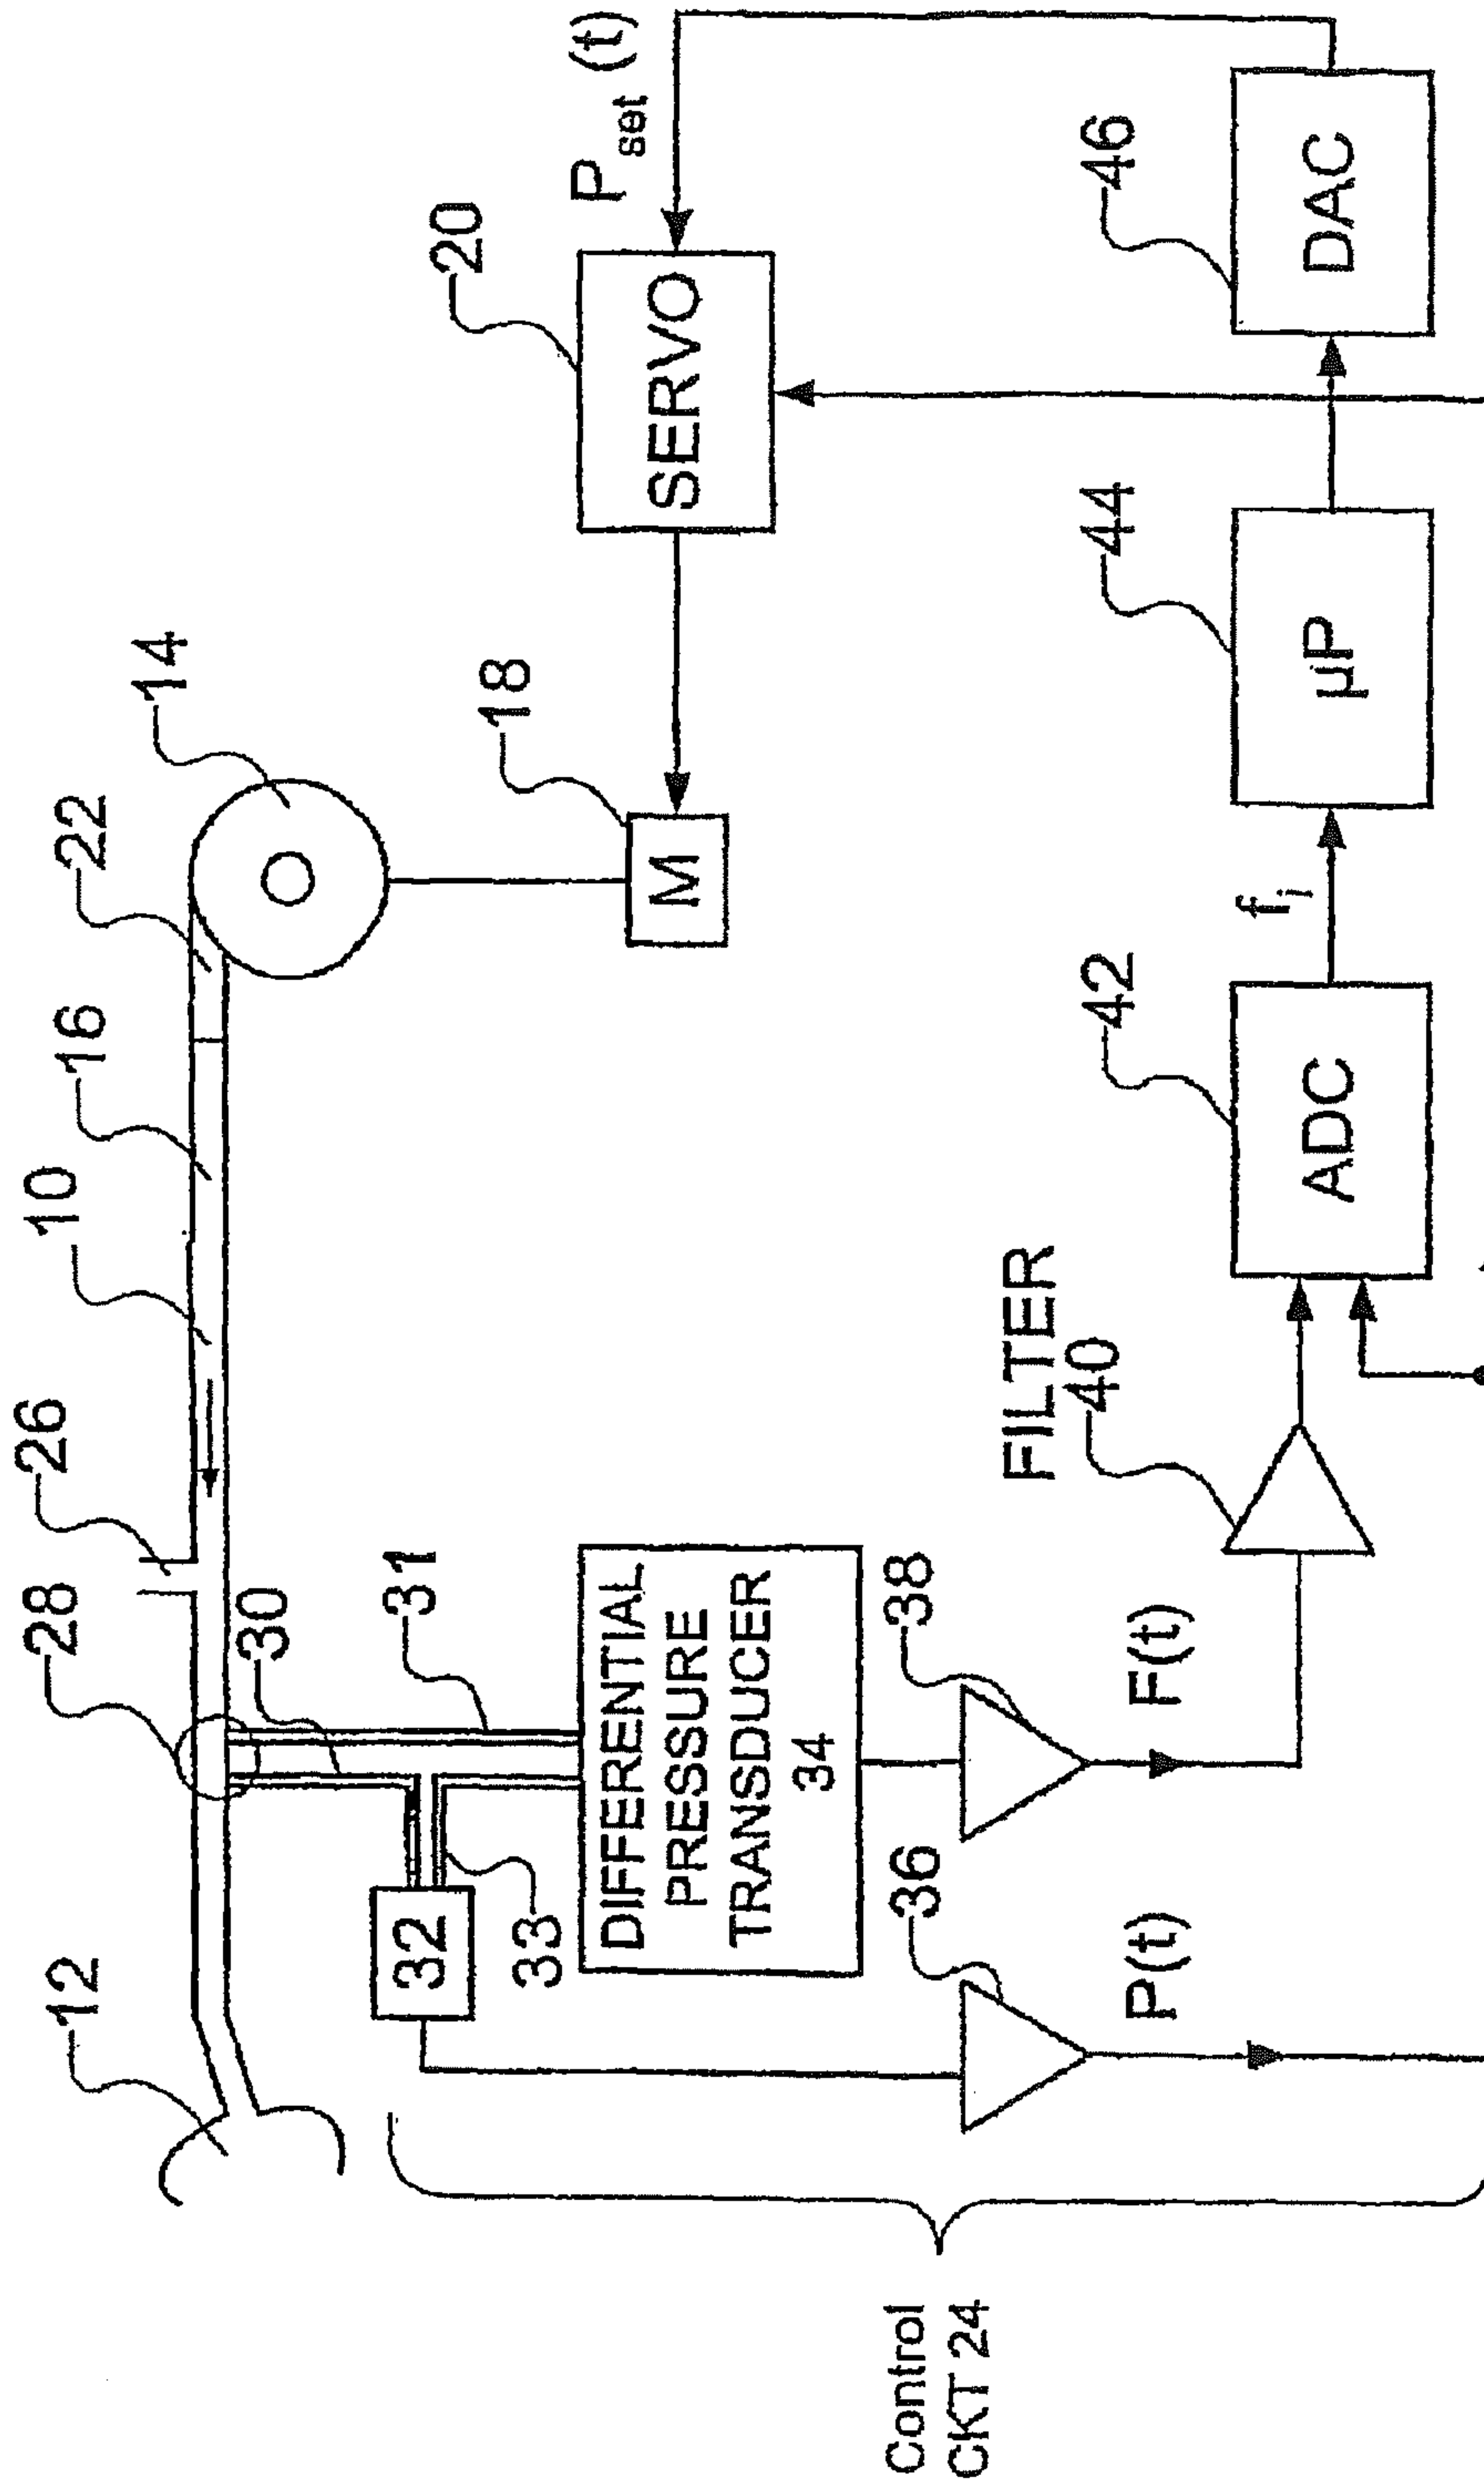 12
28
26
10
16
22
14
30
31
32
33
18
20
P set (t)
M
SERVO
DIFFERENTIAL
PRESSURE
TRANSDUCER
34
36
38
Control
CKT 24
FILTER
40
42
44
46
P(t)
F(t)
fi
ADC
µP
DAC